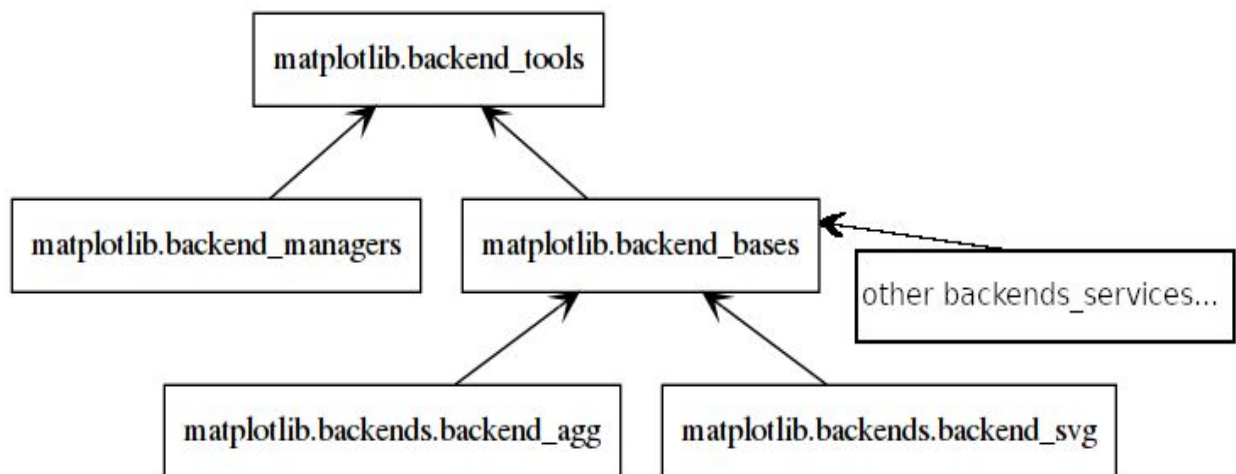 matplotlib.backend_tools
matplotlib.backend_managers
matplotlib.backend_bases
other backends_services...
matplotlib.backends.backend_agg
matplotlib.backends.backend_svg